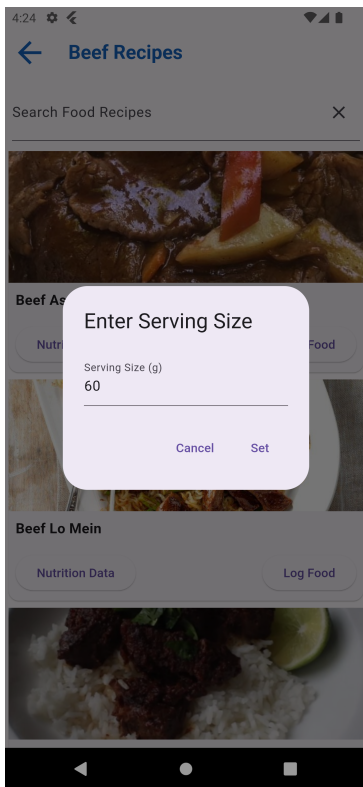 4:24
Beef Recipes
Search Food Recipes
Beef As
Enter Serving Size
Nutri
Food
Serving Size (g)
60
Cancel Set
Beef Lo Mein
Nutrition Data Log Food